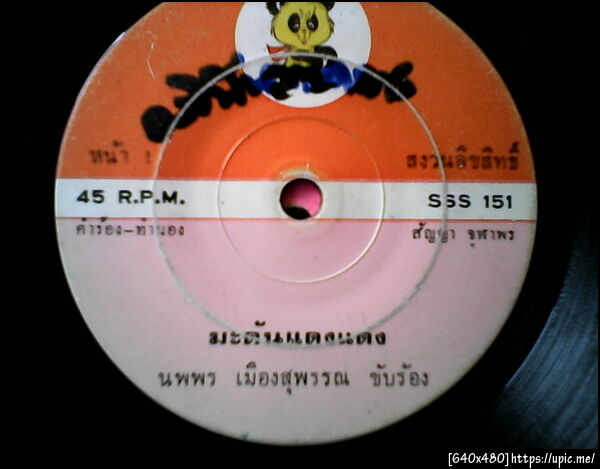 หน้า 1 สงวนลิขสิทธิ์
45 R.P.M. SSS 151
คำร้อง-ทำนอง สัญญา จุฬาพร
มะดันแดงแดง
นพพร เมืองสุพรรณ ขับร้อง
[640x480]https://upic.me/